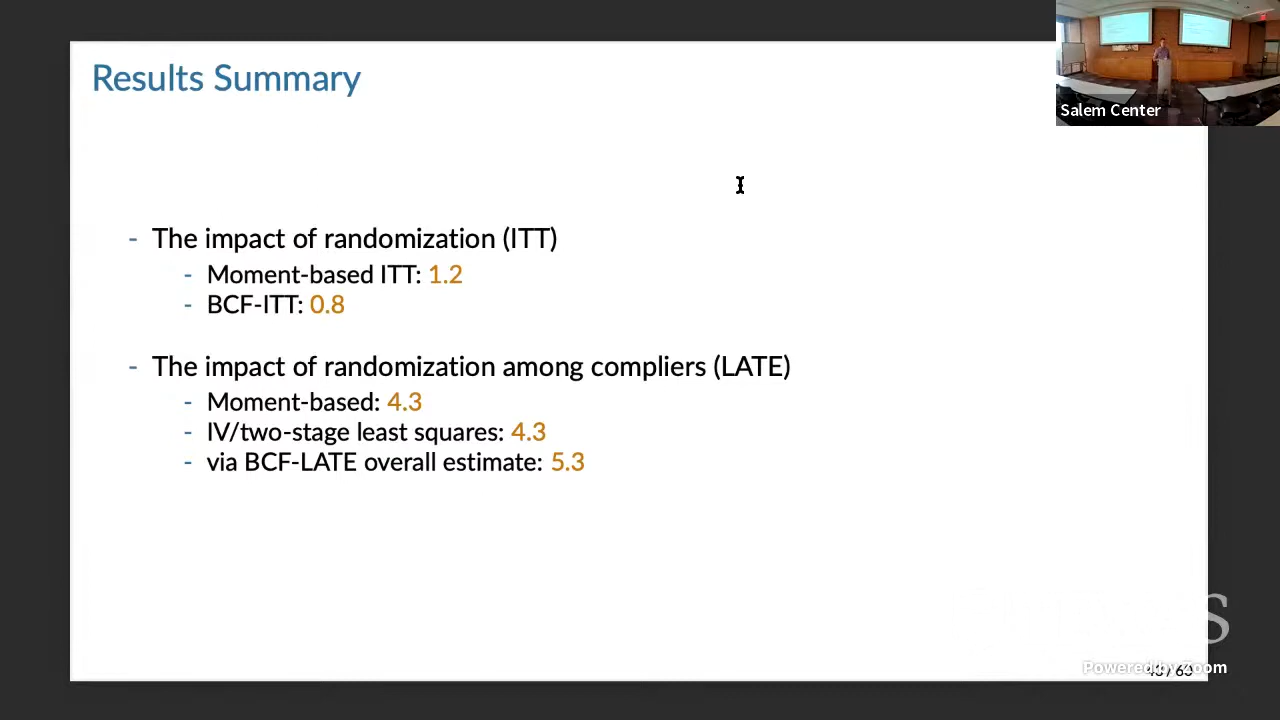 Results Summary
Salem Center
- The impact of randomization (ITT)
- Moment-based ITT: 1.2
- BCF-ITT: 0.8
- The impact of randomization among compliers (LATE)
- Moment-based: 4.3
- IV/two-stage least squares: 4.3
- via BCF-LATE overall estimate: 5.3
S
Powered by Zoom